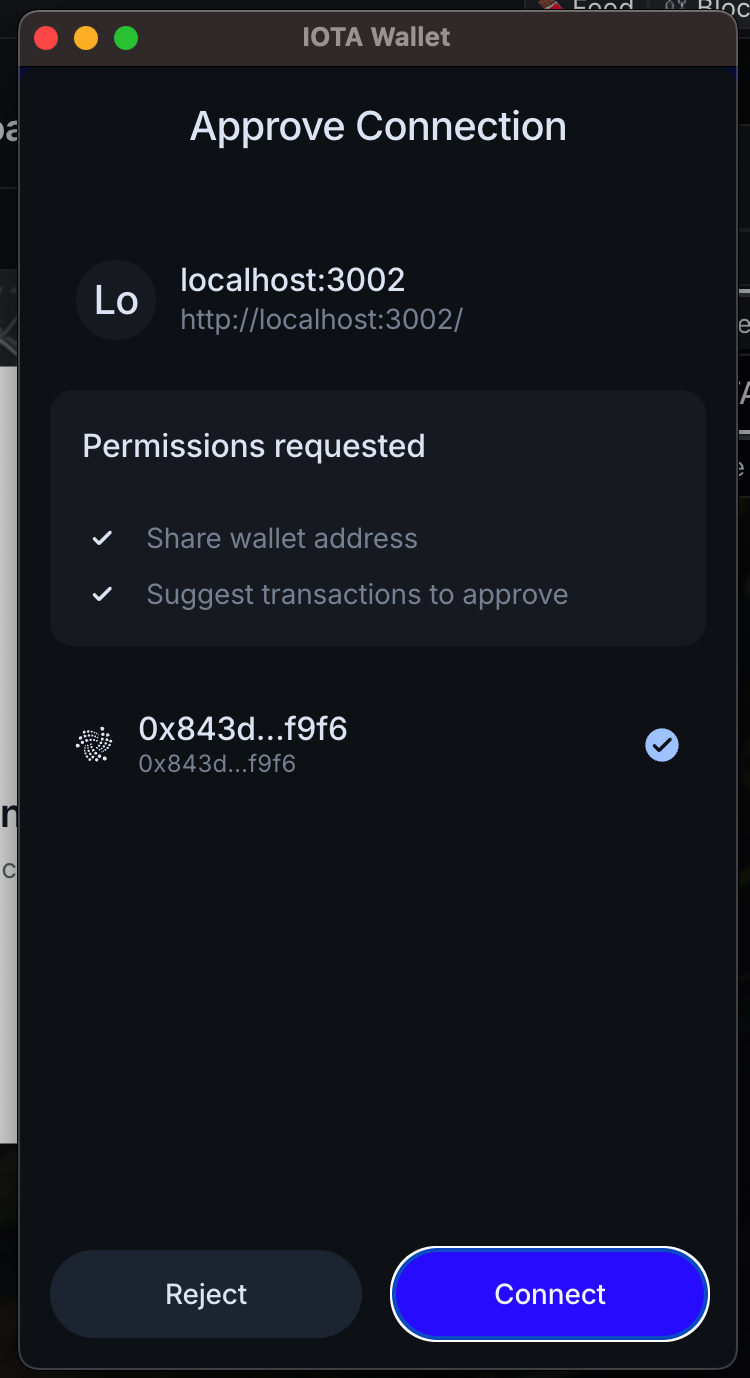 Food
IOTA Wallet
Approve Connection
Lo
localhost:3002
http://localhost:3002/
Permissions requested
Share wallet address
Suggest transactions to approve
0x843d...f9f6
0x843d...f9f6
Reject
Connect